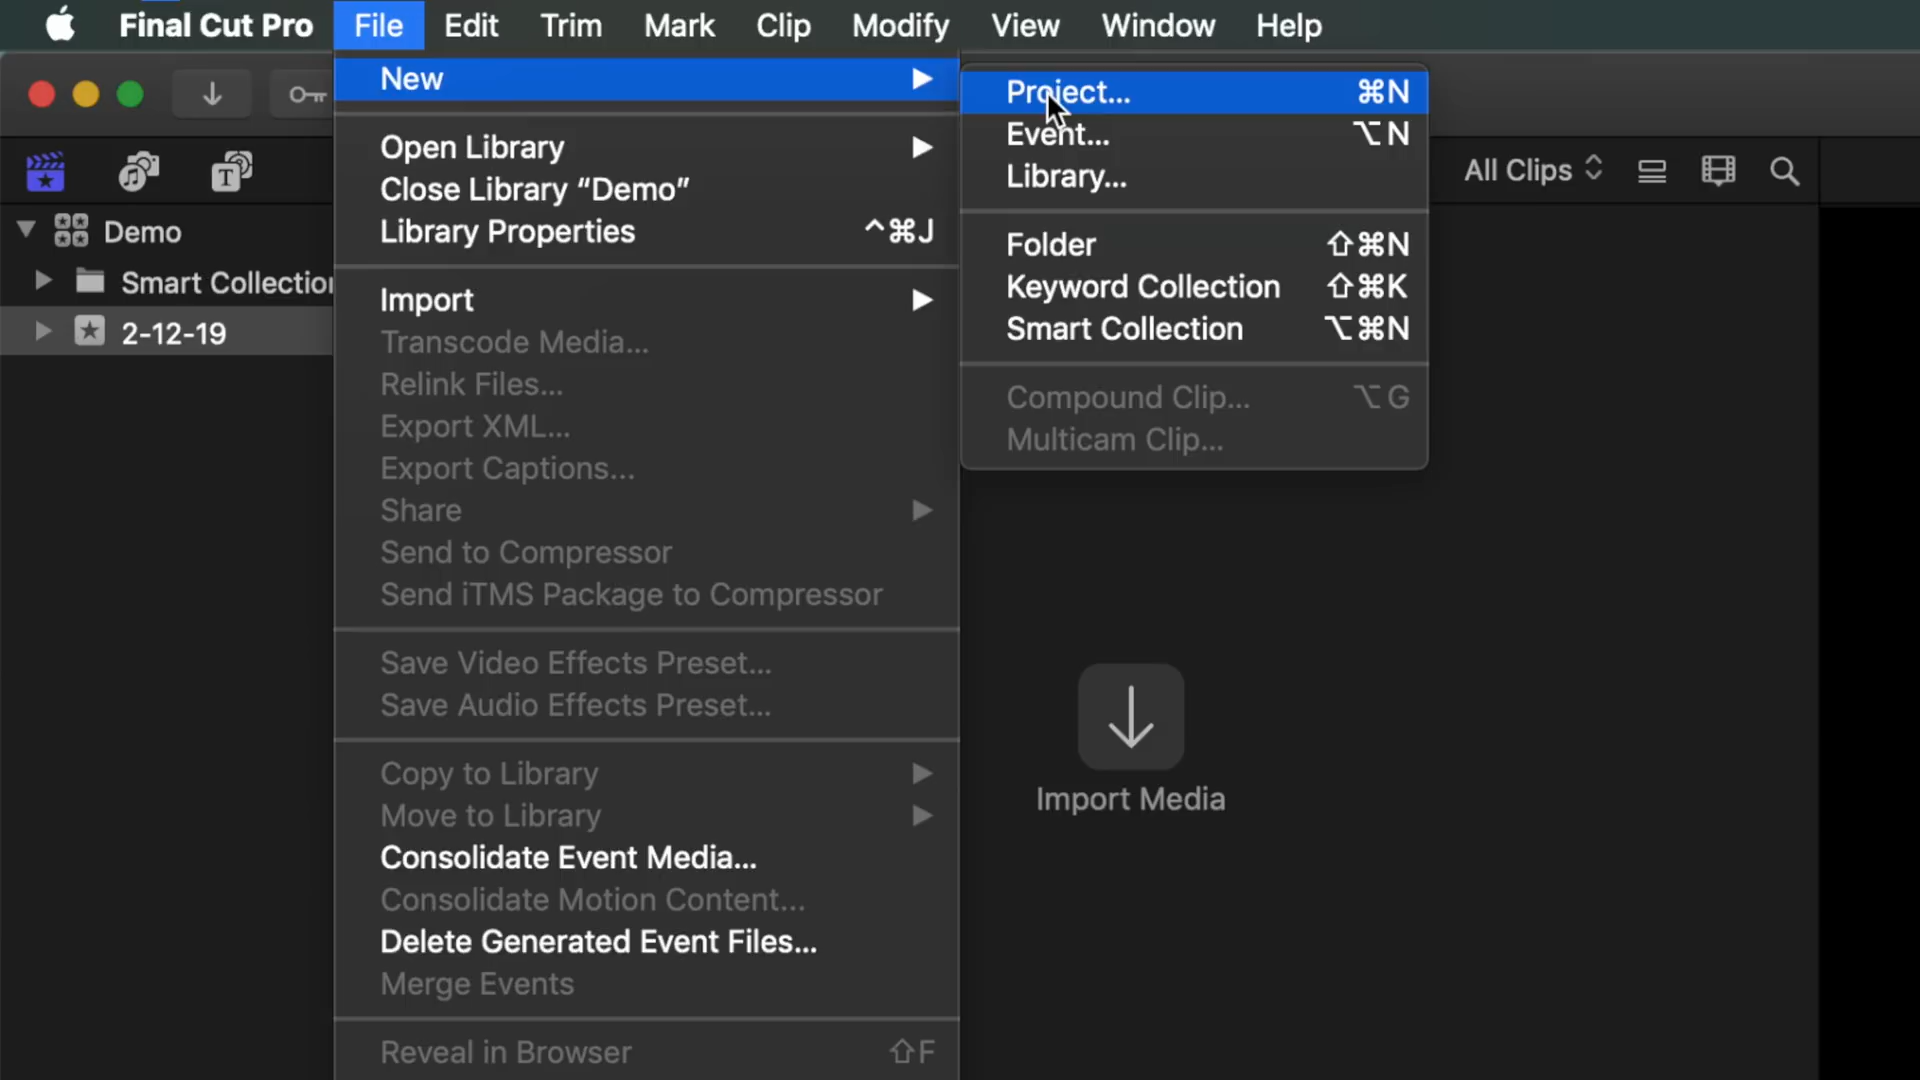 Final Cut Pro File Edit Trim Mark Clip Modify View Window Help
New
Project... ⌘N
Event... ⌥N
Library...
Folder ⇧⌘N
Keyword Collection ⇧⌘K
Smart Collection ⌥⌘N
Compound Clip... ⌥G
Multicam Clip...
Open Library
Close Library “Demo”
Library Properties ^⌘J
Import
Transcode Media...
Relink Files...
Export XML...
Export Captions...
Share
Send to Compressor
Send iTMS Package to Compressor
Save Video Effects Preset...
Save Audio Effects Preset...
Copy to Library
Move to Library
Consolidate Event Media...
Consolidate Motion Content...
Delete Generated Event Files...
Merge Events
Reveal in Browser ⇧F
T
Demo
Smart Collection
2-12-19
All Clips
Import Media